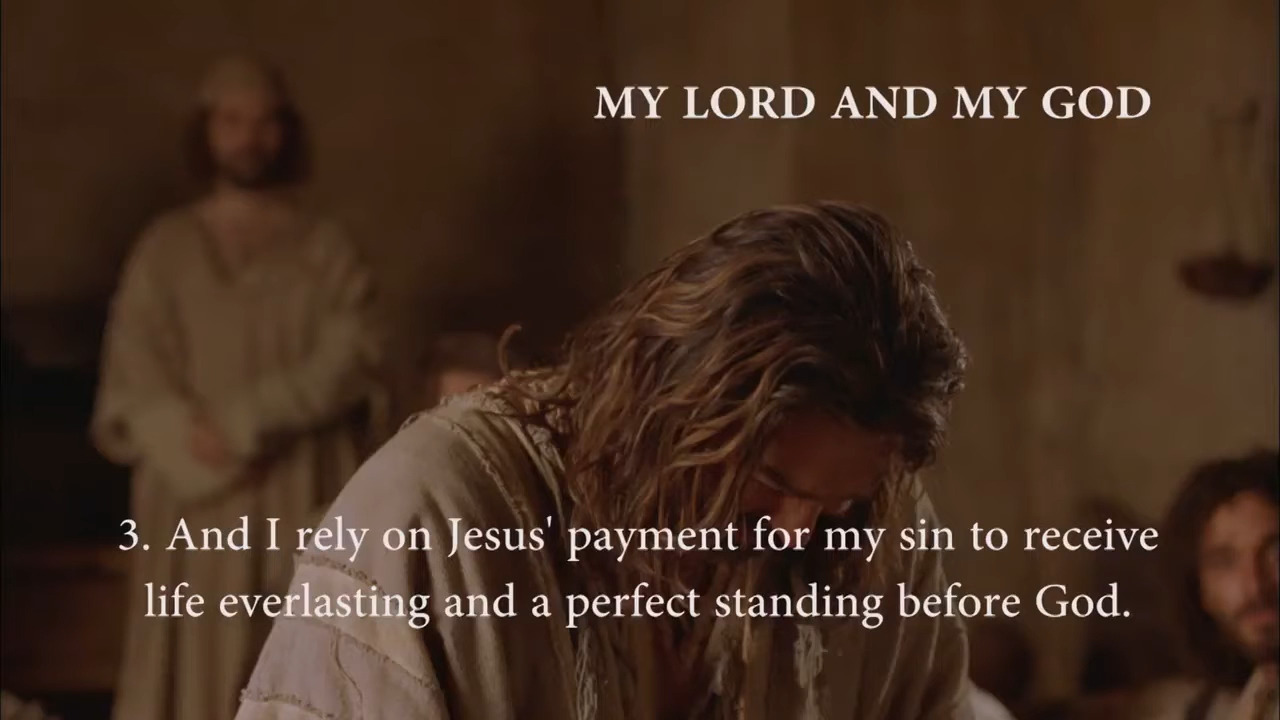 MY LORD AND MY GOD
3. And I rely on Jesus' payment for my sin to receive
life everlasting and a perfect standing before God.